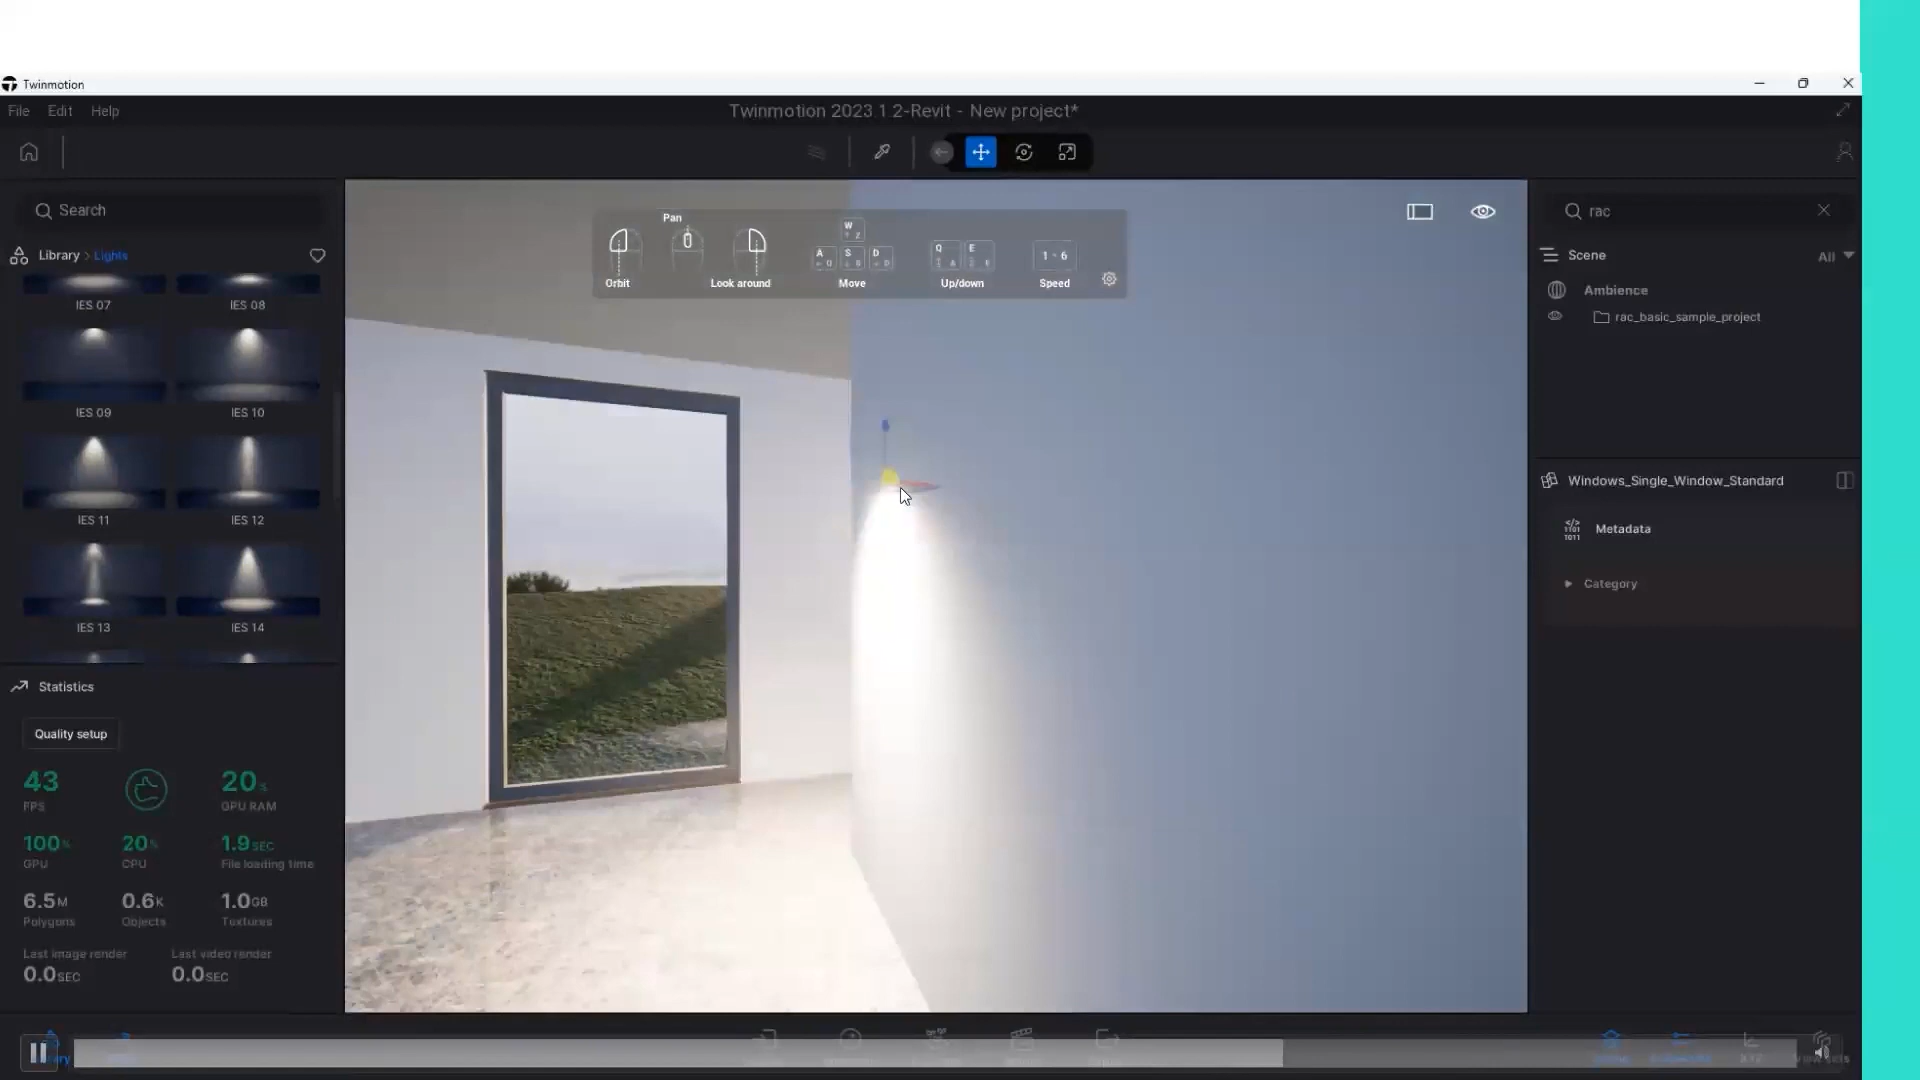 Twinmotion
File Edit Help
Twinmotion 2023.1.2-Revit - New project*
Search
Library > Lights
IES 07
IES 08
IES 09
IES 10
IES 11
IES 12
IES 13
IES 14
Statistics
Quality setup
43
FPS
20%
GPU RAM
100%
GPU
20%
CPU
1.9 SEC
File loading time
6.5M
Polygons
0.6K
Objects
1.0GB
Textures
Last image render
0.0SEC
Last video render
0.0SEC
Pan
Orbit
Look around
W
A S D
Move
Q E
Up/down
1 - 6
Speed
rac
Scene
All
Ambience
rac_basic_sample_project
Windows_Single_Window_Standard
Metadata
Category